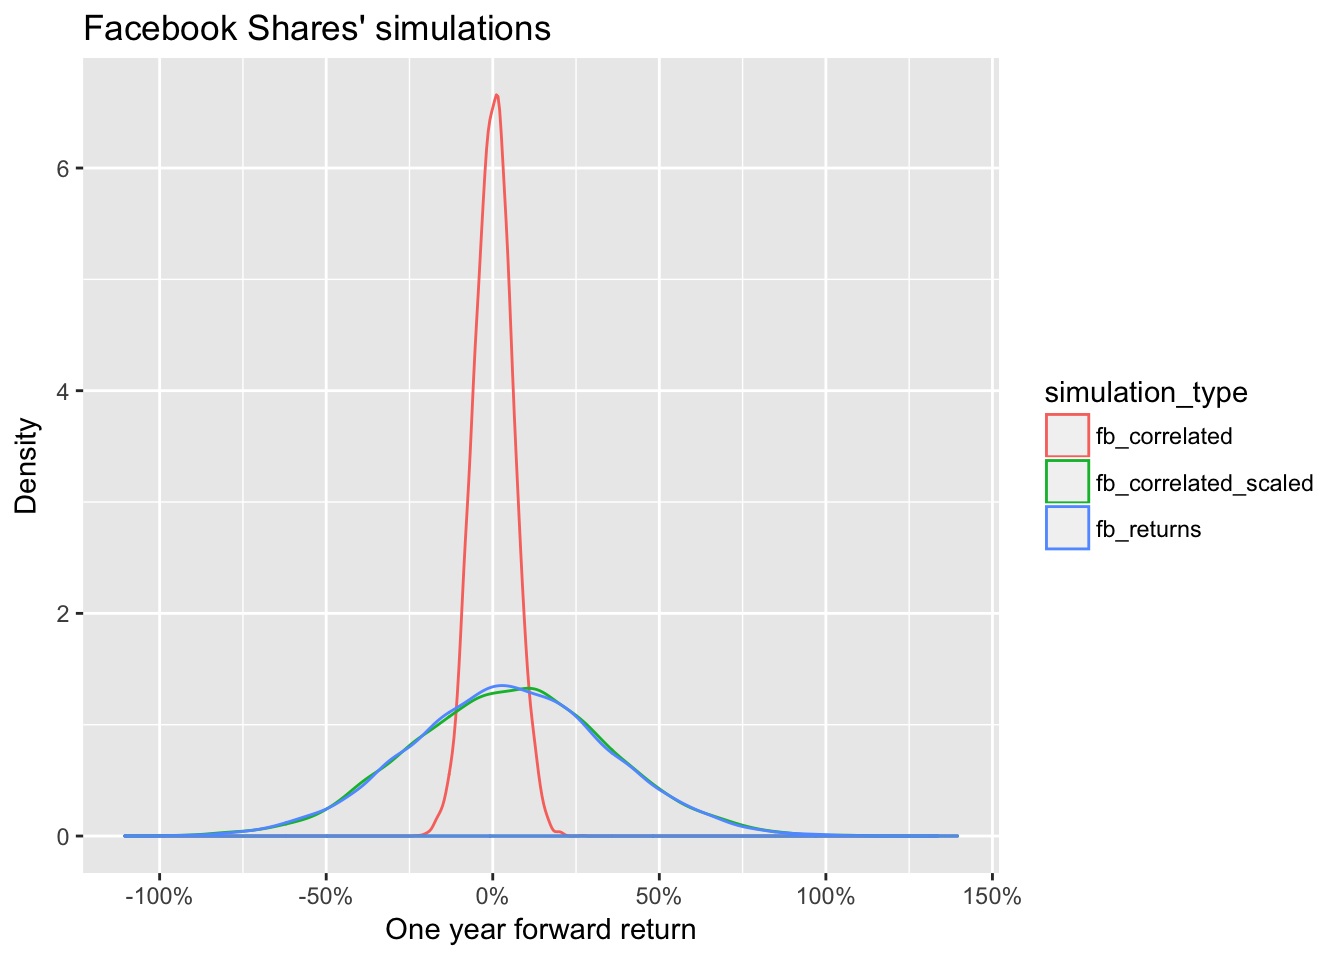 Facebook Shares' simulations
6
4
2
0
Density
-100%
-50%
0%
50%
100%
150%
One year forward return
simulation_type
fb_correlated
fb_correlated_scaled
fb_returns